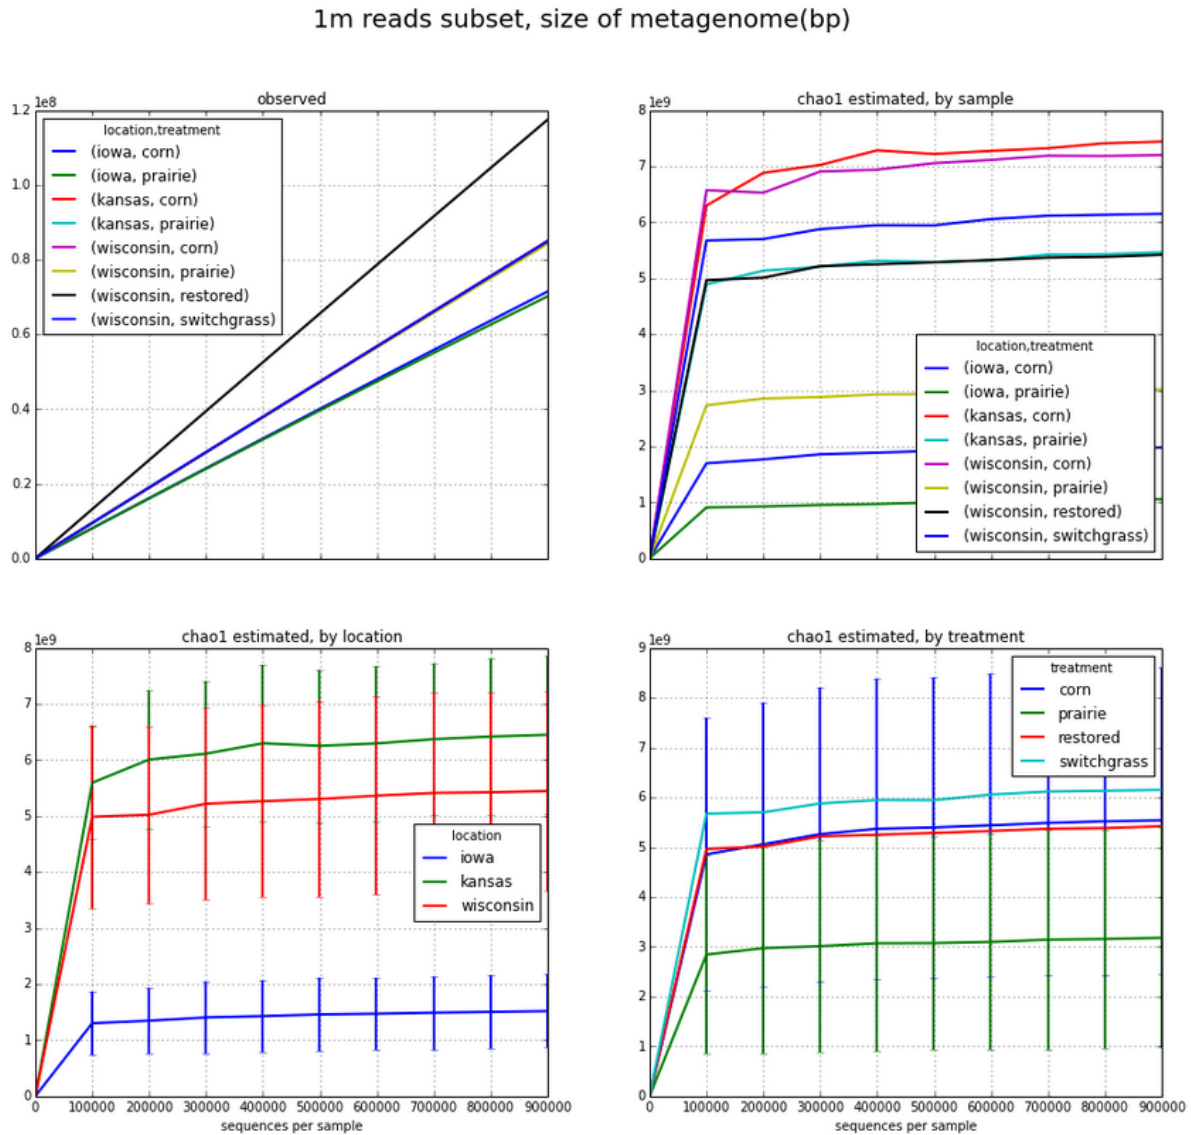 1m reads subset, size of metagenome(bp)
observed
1e8
1.2
1.0
0.8
0.6
0.4
0.2
0.0
location,treatment
(iowa, corn)
(iowa, prairie)
(kansas, corn)
(kansas, prairie)
(wisconsin, corn)
(wisconsin, prairie)
(wisconsin, restored)
(wisconsin, switchgrass)
chao1 estimated, by sample
1e9
8
7
6
5
4
3
2
1
0
location,treatment
(iowa, corn)
(iowa, prairie)
(kansas, corn)
(kansas, prairie)
(wisconsin, corn)
(wisconsin, prairie)
(wisconsin, restored)
(wisconsin, switchgrass)
chao1 estimated, by location
1e9
8
7
6
5
4
3
2
1
0
location
iowa
kansas
wisconsin
0 100000 200000 300000 400000 500000 600000 700000 800000 900000
sequences per sample
chao1 estimated, by treatment
1e9
9
8
7
6
5
4
3
2
1
0
treatment
corn
prairie
restored
switchgrass
0 100000 200000 300000 400000 500000 600000 700000 800000 900000
sequences per sample